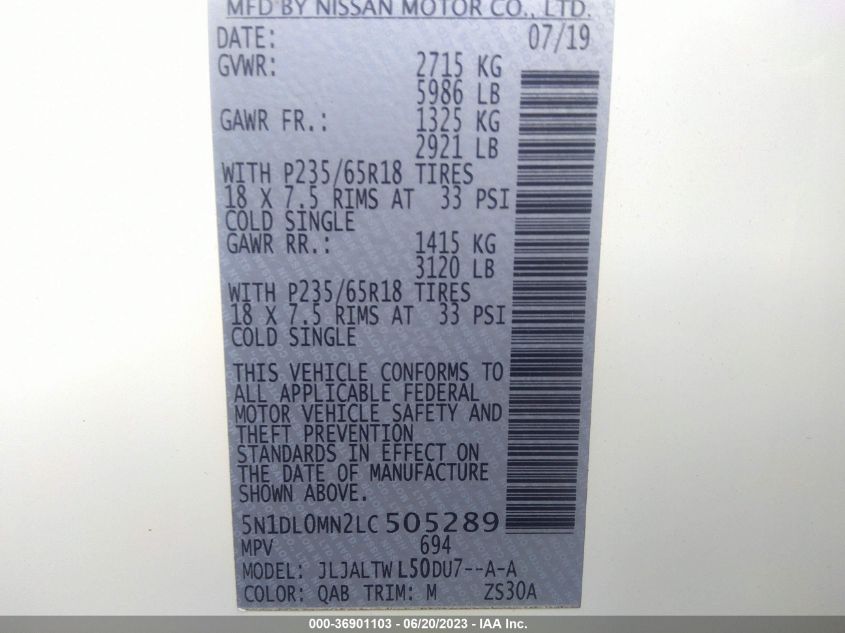 MFD BY NISSAN MOTOR CO., LTD.
DATE: 07/19
GVWR: 2715 KG
5986 LB
GAWR FR.: 1325 KG
2921 LB
WITH P235/65R18 TIRES
18 X 7.5 RIMS AT 33 PSI
COLD SINGLE
GAWR RR.: 1415 KG
3120 LB
WITH P235/65R18 TIRES
18 X 7.5 RIMS AT 33 PSI
COLD SINGLE
THIS VEHICLE CONFORMS TO
ALL APPLICABLE FEDERAL
MOTOR VEHICLE SAFETY AND
THEFT PREVENTION
STANDARDS IN EFFECT ON
THE DATE OF MANUFACTURE
SHOWN ABOVE.
5N1DL0MN2LC505289
MPV 694
MODEL: JLJALTWL50DU7--A-A
COLOR: QAB TRIM: M ZS30A
000-36901103 - 06/20/2023 - IAA Inc.